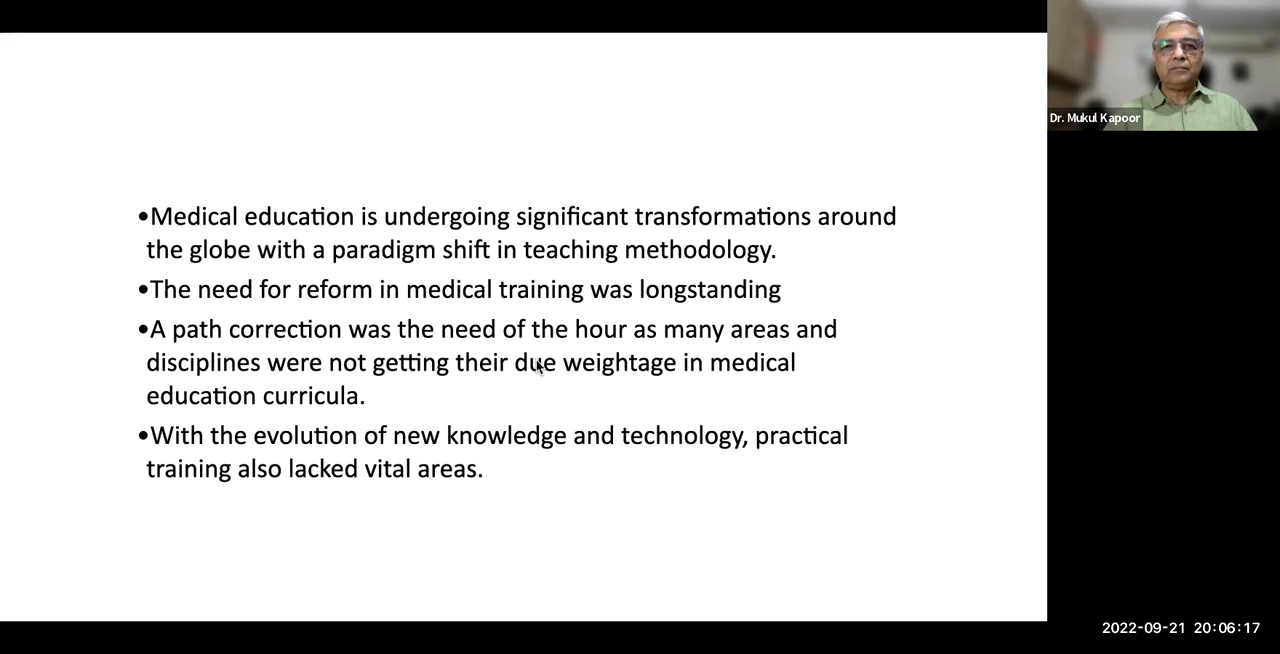 •Medical education is undergoing significant transformations around
the globe with a paradigm shift in teaching methodology.
•The need for reform in medical training was longstanding
•A path correction was the need of the hour as many areas and
disciplines were not getting their due weightage in medical
education curricula.
•With the evolution of new knowledge and technology, practical
training also lacked vital areas.
Dr. Mukul Kapoor
2022-09-21 20:06:17